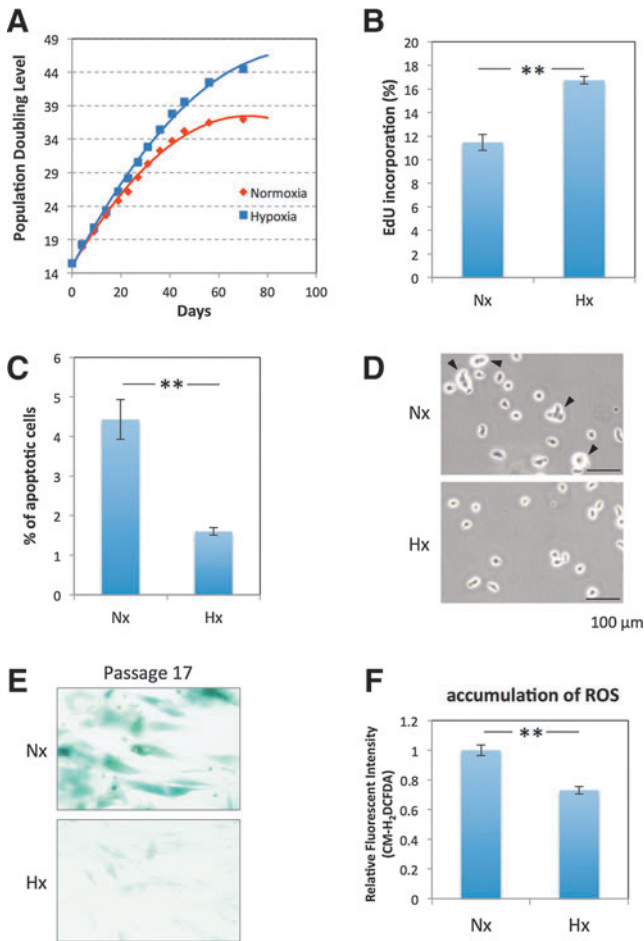 A
Population Doubling Level
49
44
39
34
29
24
19
14
0
20
40
60
80
100
Days
Normoxia
Hypoxia
B
EdU incorporation (%)
20
18
16
14
12
10
8
6
4
2
0
**
Nx
Hx
C
% of apoptotic cells
6
5
4
3
2
1
0
**
Nx
Hx
D
Nx
Hx
100 μm
E
Passage 17
Nx
Hx
F
accumulation of ROS
Relative Fluorescent Intensity
(CM-H₂DCFDA)
1.2
1
0.8
0.6
0.4
0.2
0
**
Nx
Hx